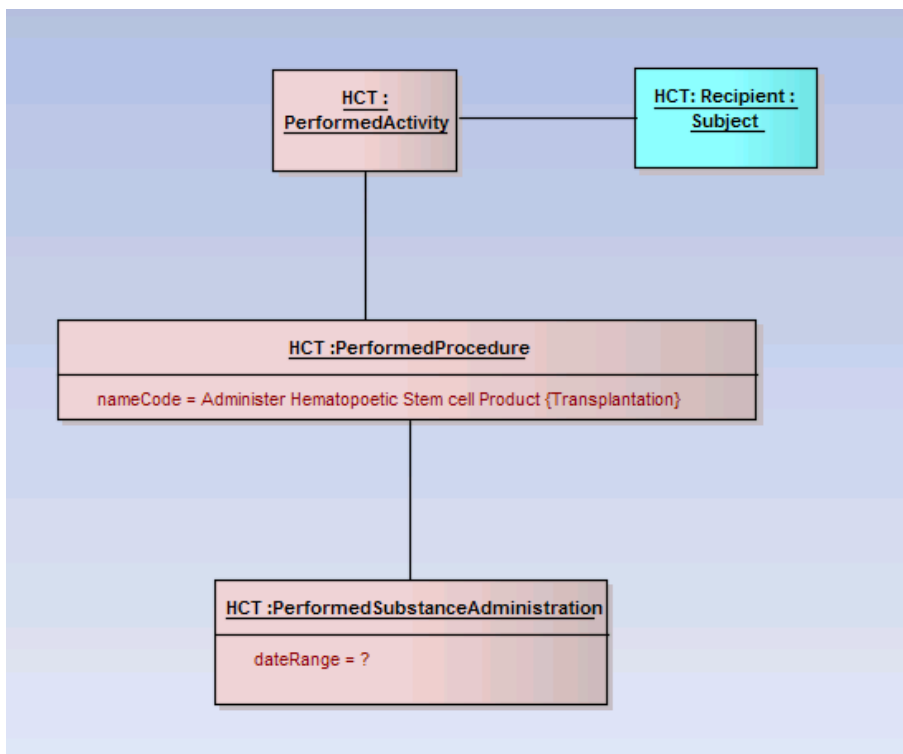 HCT :
PerformedActivity
HCT: Recipient :
Subject
HCT :PerformedProcedure
nameCode = Administer Hematopoetic Stem cell Product {Transplantation}
HCT :PerformedSubstanceAdministration
dateRange = ?